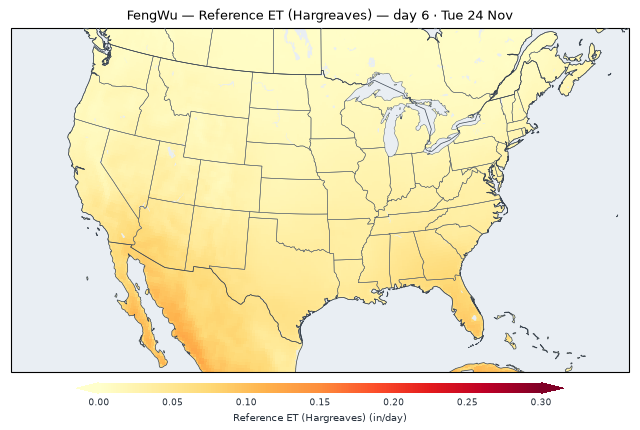 FengWu — Reference ET (Hargreaves) — day 6 · Tue 24 Nov
0.00 0.05 0.10 0.15 0.20 0.25 0.30
Reference ET (Hargreaves) (in/day)